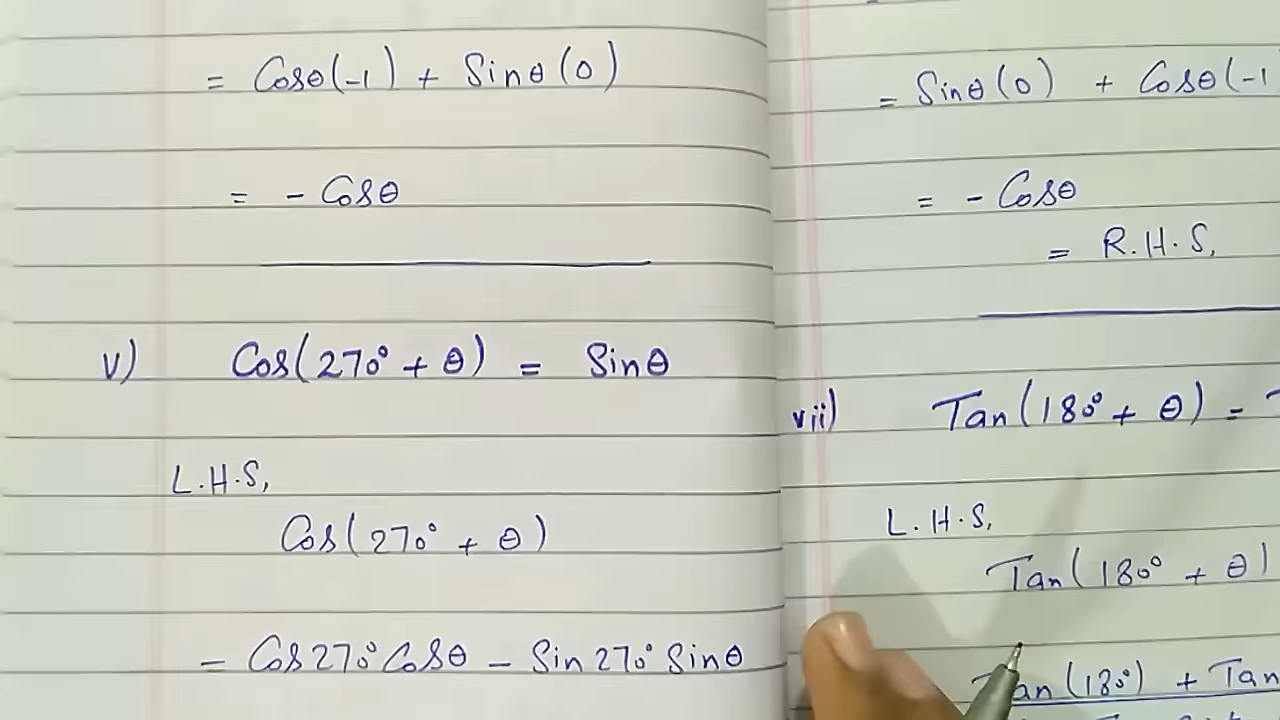 = Cosθ(-1) + Sinθ(0)
= - Cosθ
v) Cos(270° + θ) = Sinθ
L.H.S,
Cos(270° + θ)
= Cos270° Cosθ - Sin270° Sinθ
= Sinθ(0) + Cosθ(-1
= - Cosθ
= R.H.S,
vii) Tan(180° + θ) =
L.H.S,
Tan(180° + θ)
Tan(180°) + Tan